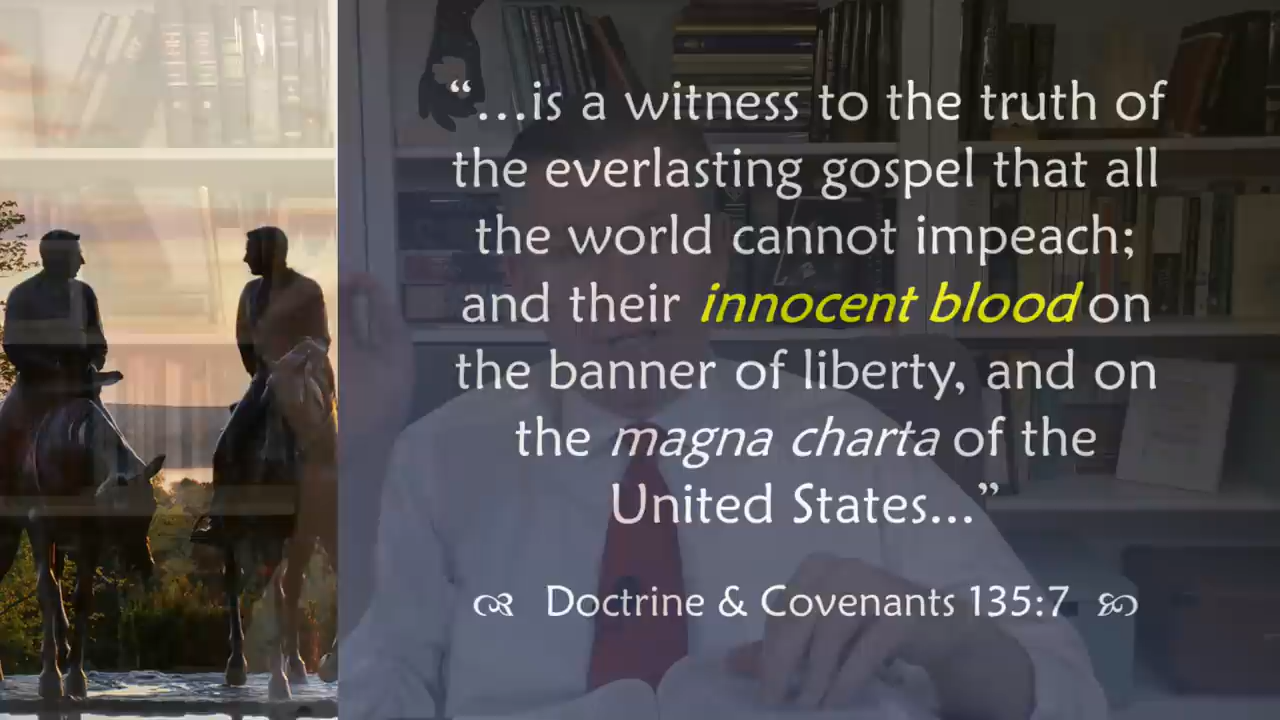 “…is a witness to the truth of
the everlasting gospel that all
the world cannot impeach;
and their innocent blood on
the banner of liberty, and on
the magna charta of the
United States…”
Doctrine & Covenants 135:7